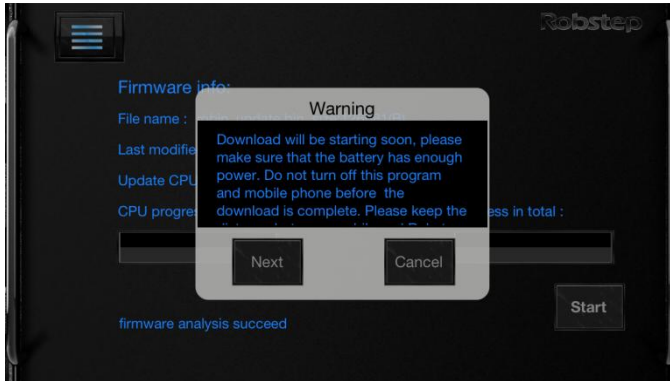 Robstep
Firmware info:
Warning
File name :
Download will be starting soon, please
Last modifie
make sure that the battery has enough
Update CPU
power. Do not turn off this program
and mobile phone before the
CPU progres
download is complete. Please keep the
ess in total :
Next
Cancel
Start
firmware analysis succeed